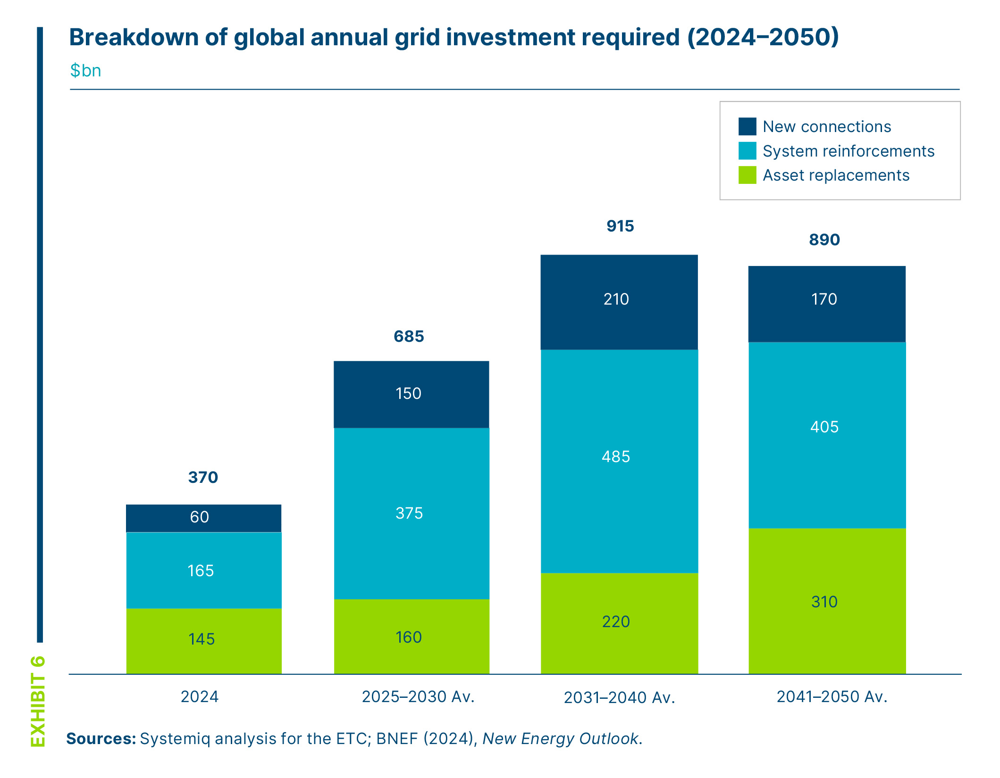 Breakdown of global annual grid investment required (2024–2050)
$bn
New connections
System reinforcements
Asset replacements
370
60
165
145
685
150
375
160
915
210
485
220
890
170
405
310
2024
2025–2030 Av.
2031–2040 Av.
2041–2050 Av.
EXHIBIT 6
Sources: Systemiq analysis for the ETC; BNEF (2024), New Energy Outlook.